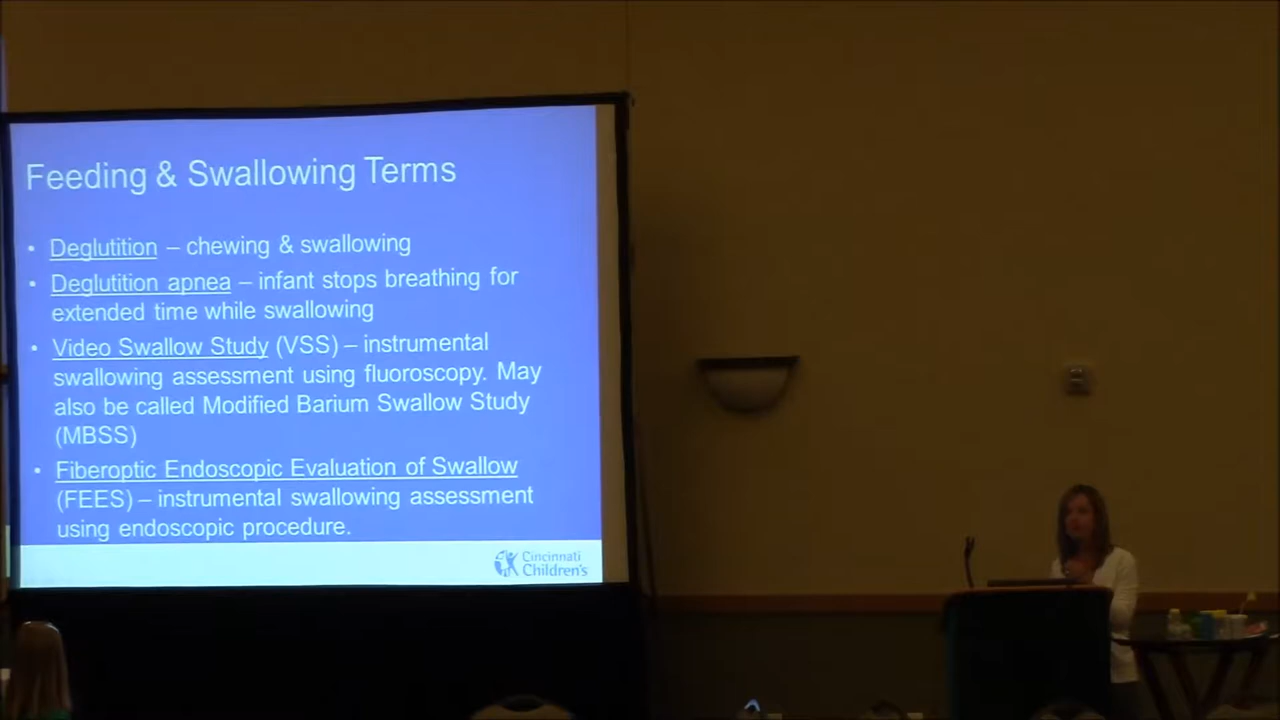 Feeding & Swallowing Terms
• Deglutition – chewing & swallowing
• Deglutition apnea – infant stops breathing for
extended time while swallowing
• Video Swallow Study (VSS) – instrumental
swallowing assessment using fluoroscopy. May
also be called Modified Barium Swallow Study
(MBSS)
• Fiberoptic Endoscopic Evaluation of Swallow
(FEES) – instrumental swallowing assessment
using endoscopic procedure.
Cincinnati
Children's